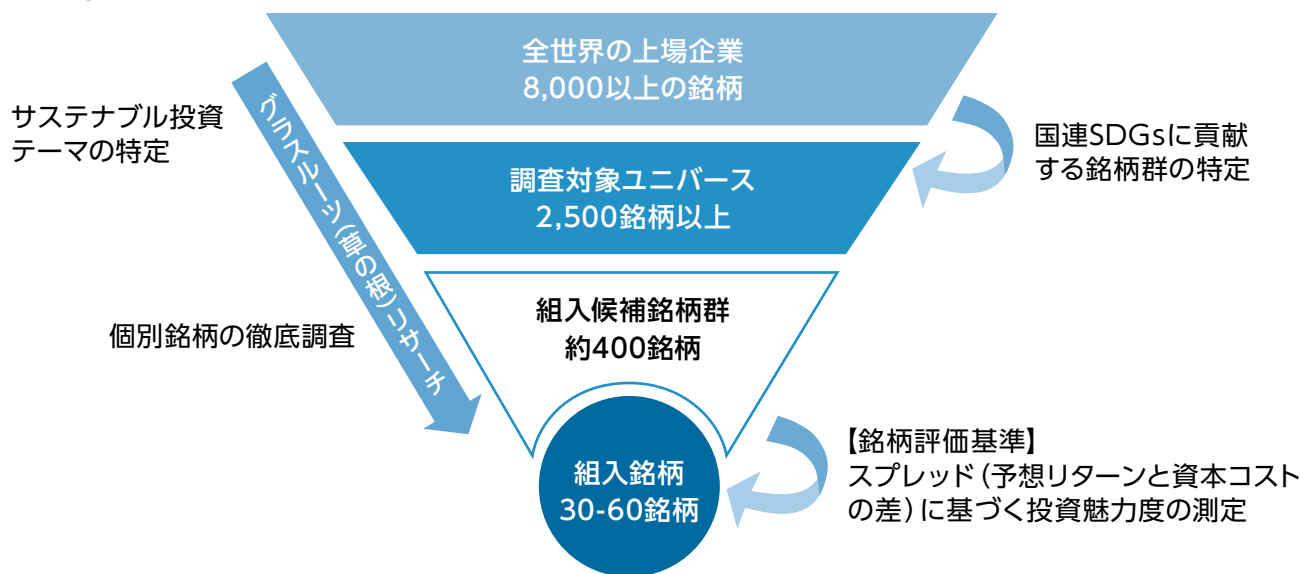 全世界の上場企業
8,000以上の銘柄
サステナブル投資
テーマの特定
グラスルーツ(草の根)リサーチ
国連SDGsに貢献
する銘柄群の特定
調査対象ユニバース
2,500銘柄以上
組入候補銘柄群
約400銘柄
個別銘柄の徹底調査
【銘柄評価基準】
スプレッド(予想リターンと資本コスト
の差)に基づく投資魅力度の測定
組入銘柄
30-60銘柄